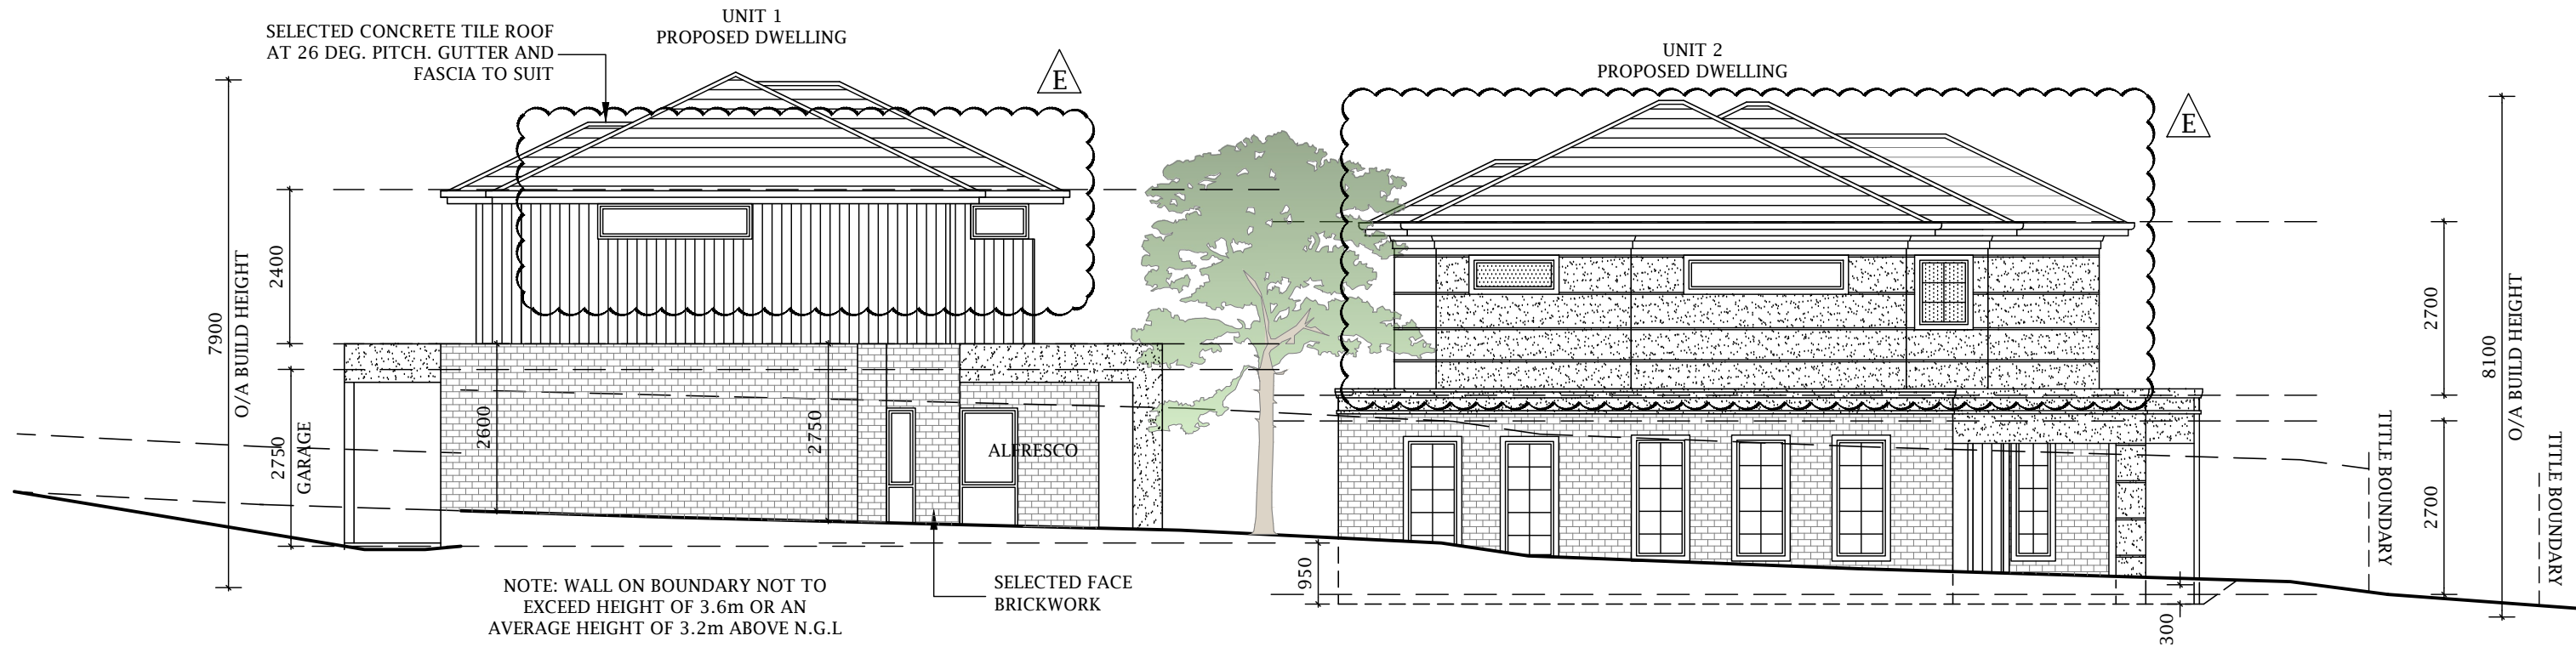 UNIT 1
PROPOSED DWELLING
SELECTED CONCRETE TILE ROOF
AT 26 DEG. PITCH. GUTTER AND
FASCIA TO SUIT
E
UNIT 2
PROPOSED DWELLING
E
7900
O/A BUILD HEIGHT
2400
2750
GARAGE
2600
2750
ALFRESCO
NOTE: WALL ON BOUNDARY NOT TO
EXCEED HEIGHT OF 3.6m OR AN
AVERAGE HEIGHT OF 3.2m ABOVE N.G.L
SELECTED FACE
BRICKWORK
950
300
TITLE BOUNDARY
2700
2700
8100
O/A BUILD HEIGHT
TITLE BOUNDARY